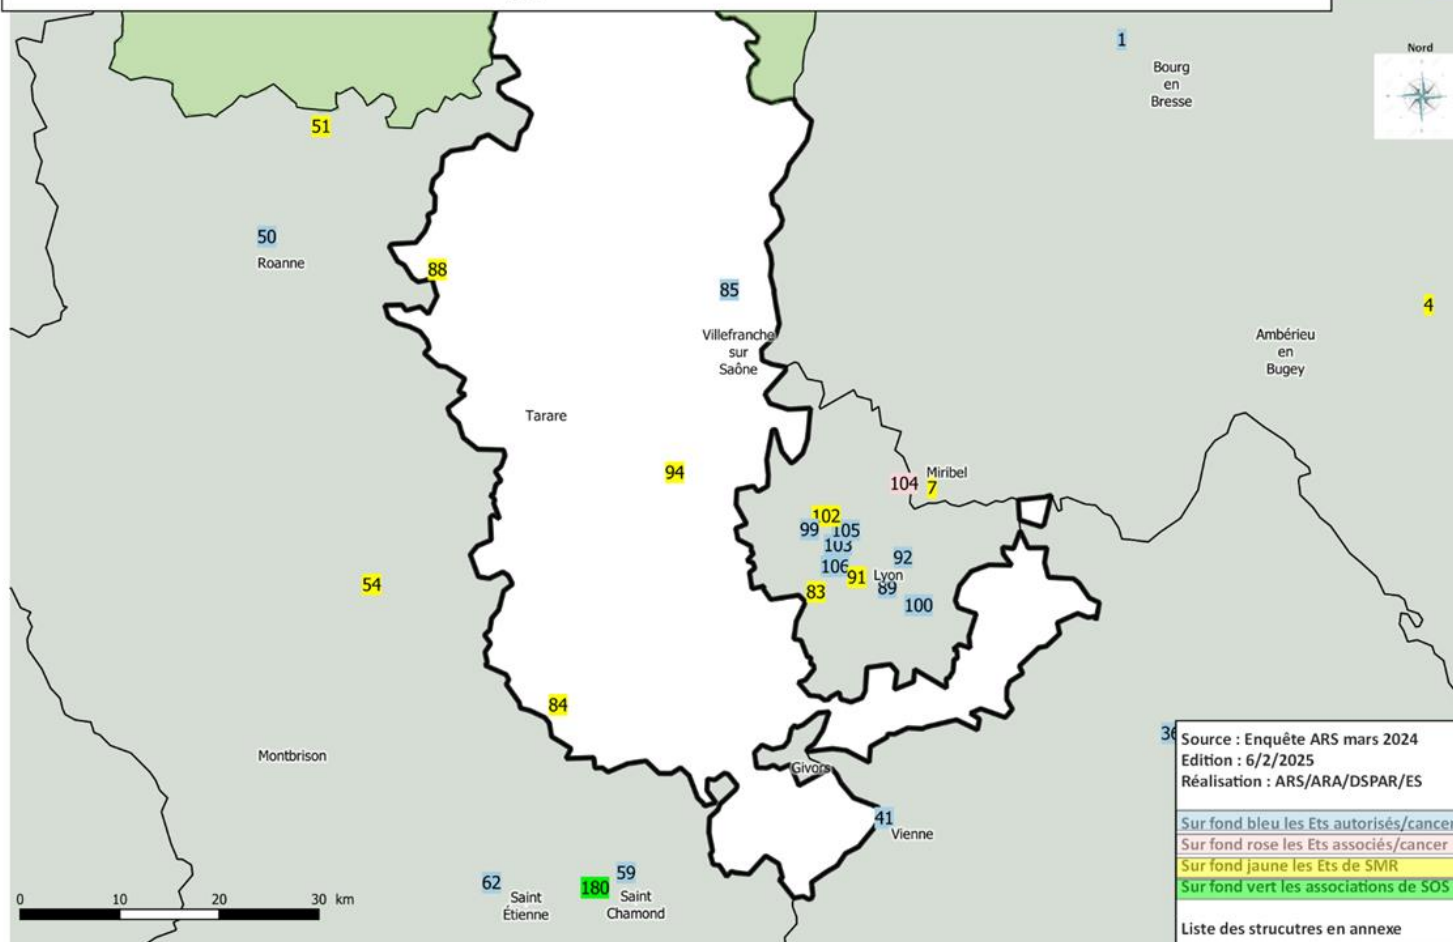 1
Nord
Bourg
en
Bresse
51
50
Roanne
88
85
4
Villefranche
sur
Saône
Ambérieu
en
Bugey
Tarare
94
Miribel
104
7
102
99
105
103
92
106
91
Lyon
89
54
83
100
84
36
Montbrison
Givors
Source : Enquête ARS mars 2024
Edition : 6/2/2025
Réalisation : ARS/ARA/DSPAR/ES
41
Vienne
Sur fond bleu les Ets autorisés/cancer
Sur fond rose les Ets associés/cancer
Sur fond jaune les Ets de SMR
Sur fond vert les associations de SOS
62
180
59
Saint
Étienne
Saint
Chamond
0 10 20 30 km
Liste des strucutres en annexe